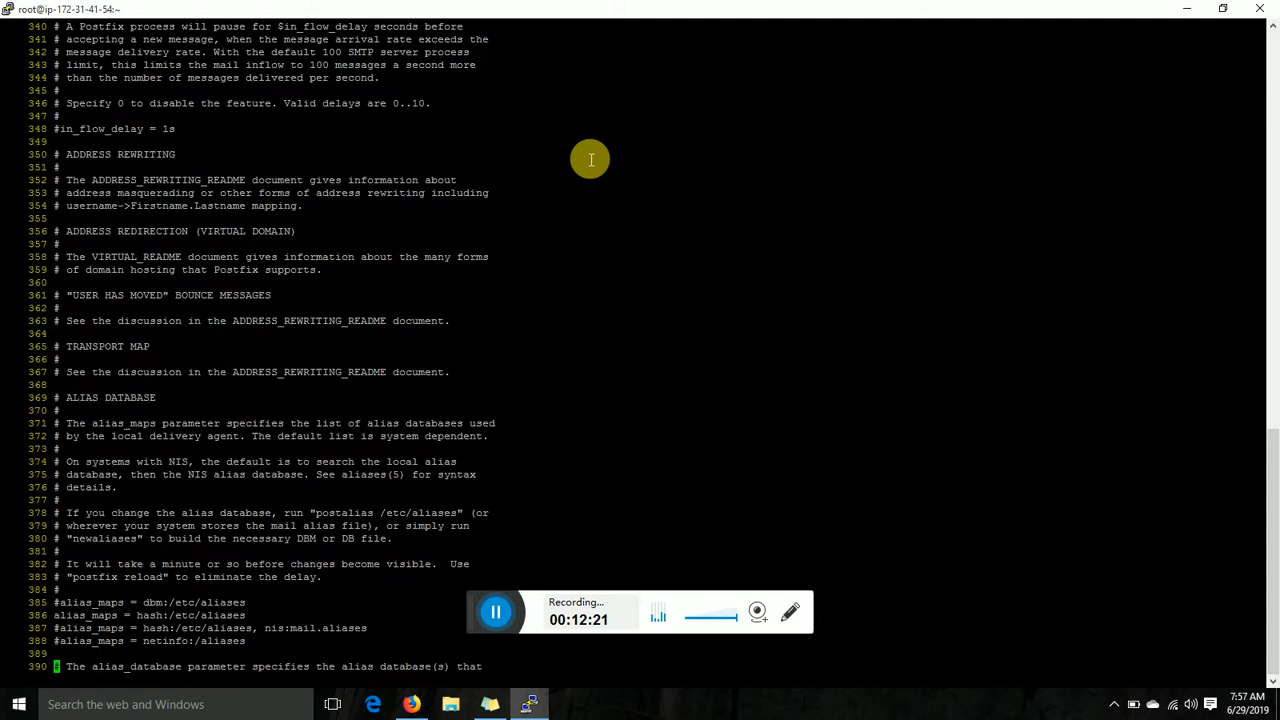 root@ip-172-31-41-54:~
340 # A Postfix process will pause for $in_flow_delay seconds before
341 # accepting a new message, when the message arrival rate exceeds the
342 # message delivery rate. With the default 100 SMTP server process
343 # limit, this limits the mail inflow to 100 messages a second more
344 # than the number of messages delivered per second.
345 #
346 # Specify 0 to disable the feature. Valid delays are 0..10.
347 #
348 #in_flow_delay = 1s
349
350 # ADDRESS REWRITING
351 #
352 # The ADDRESS_REWRITING_README document gives information about
353 # address masquerading or other forms of address rewriting including
354 # username->Firstname.Lastname mapping.
355
356 # ADDRESS REDIRECTION (VIRTUAL DOMAIN)
357 #
358 # The VIRTUAL_README document gives information about the many forms
359 # of domain hosting that Postfix supports.
360
361 # "USER HAS MOVED" BOUNCE MESSAGES
362 #
363 # See the discussion in the ADDRESS_REWRITING_README document.
364
365 # TRANSPORT MAP
366 #
367 # See the discussion in the ADDRESS_REWRITING_README document.
368
369 # ALIAS DATABASE
370 #
371 # The alias_maps parameter specifies the list of alias databases used
372 # by the local delivery agent. The default list is system dependent.
373 #
374 # On systems with NIS, the default is to search the local alias
375 # database, then the NIS alias database. See aliases(5) for syntax
376 # details.
377 #
378 # If you change the alias database, run "postalias /etc/aliases" (or
379 # wherever your system stores the mail alias file), or simply run
380 # "newaliases" to build the necessary DBM or DB file.
381 #
382 # It will take a minute or so before changes become visible.  Use
383 # "postfix reload" to eliminate the delay.
384 #
385 #alias_maps = dbm:/etc/aliases
386 alias_maps = hash:/etc/aliases
387 #alias_maps = hash:/etc/aliases, nis:mail.aliases
388 #alias_maps = netinfo:/aliases
389
390 # The alias_database parameter specifies the alias database(s) that
Recording...
00:12:21
Search the web and Windows
7:57 AM
6/29/2019